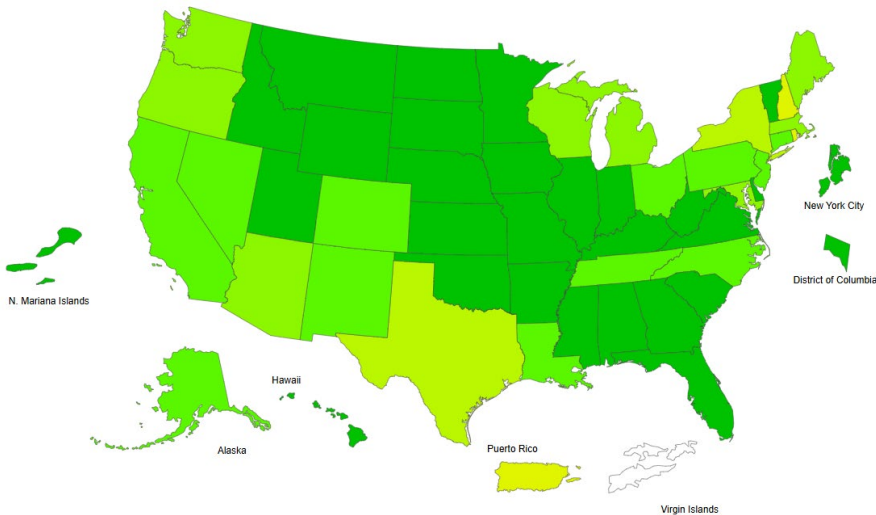 New York City
District of Columbia
N. Mariana Islands
Hawaii
Alaska
Puerto Rico
Virgin Islands